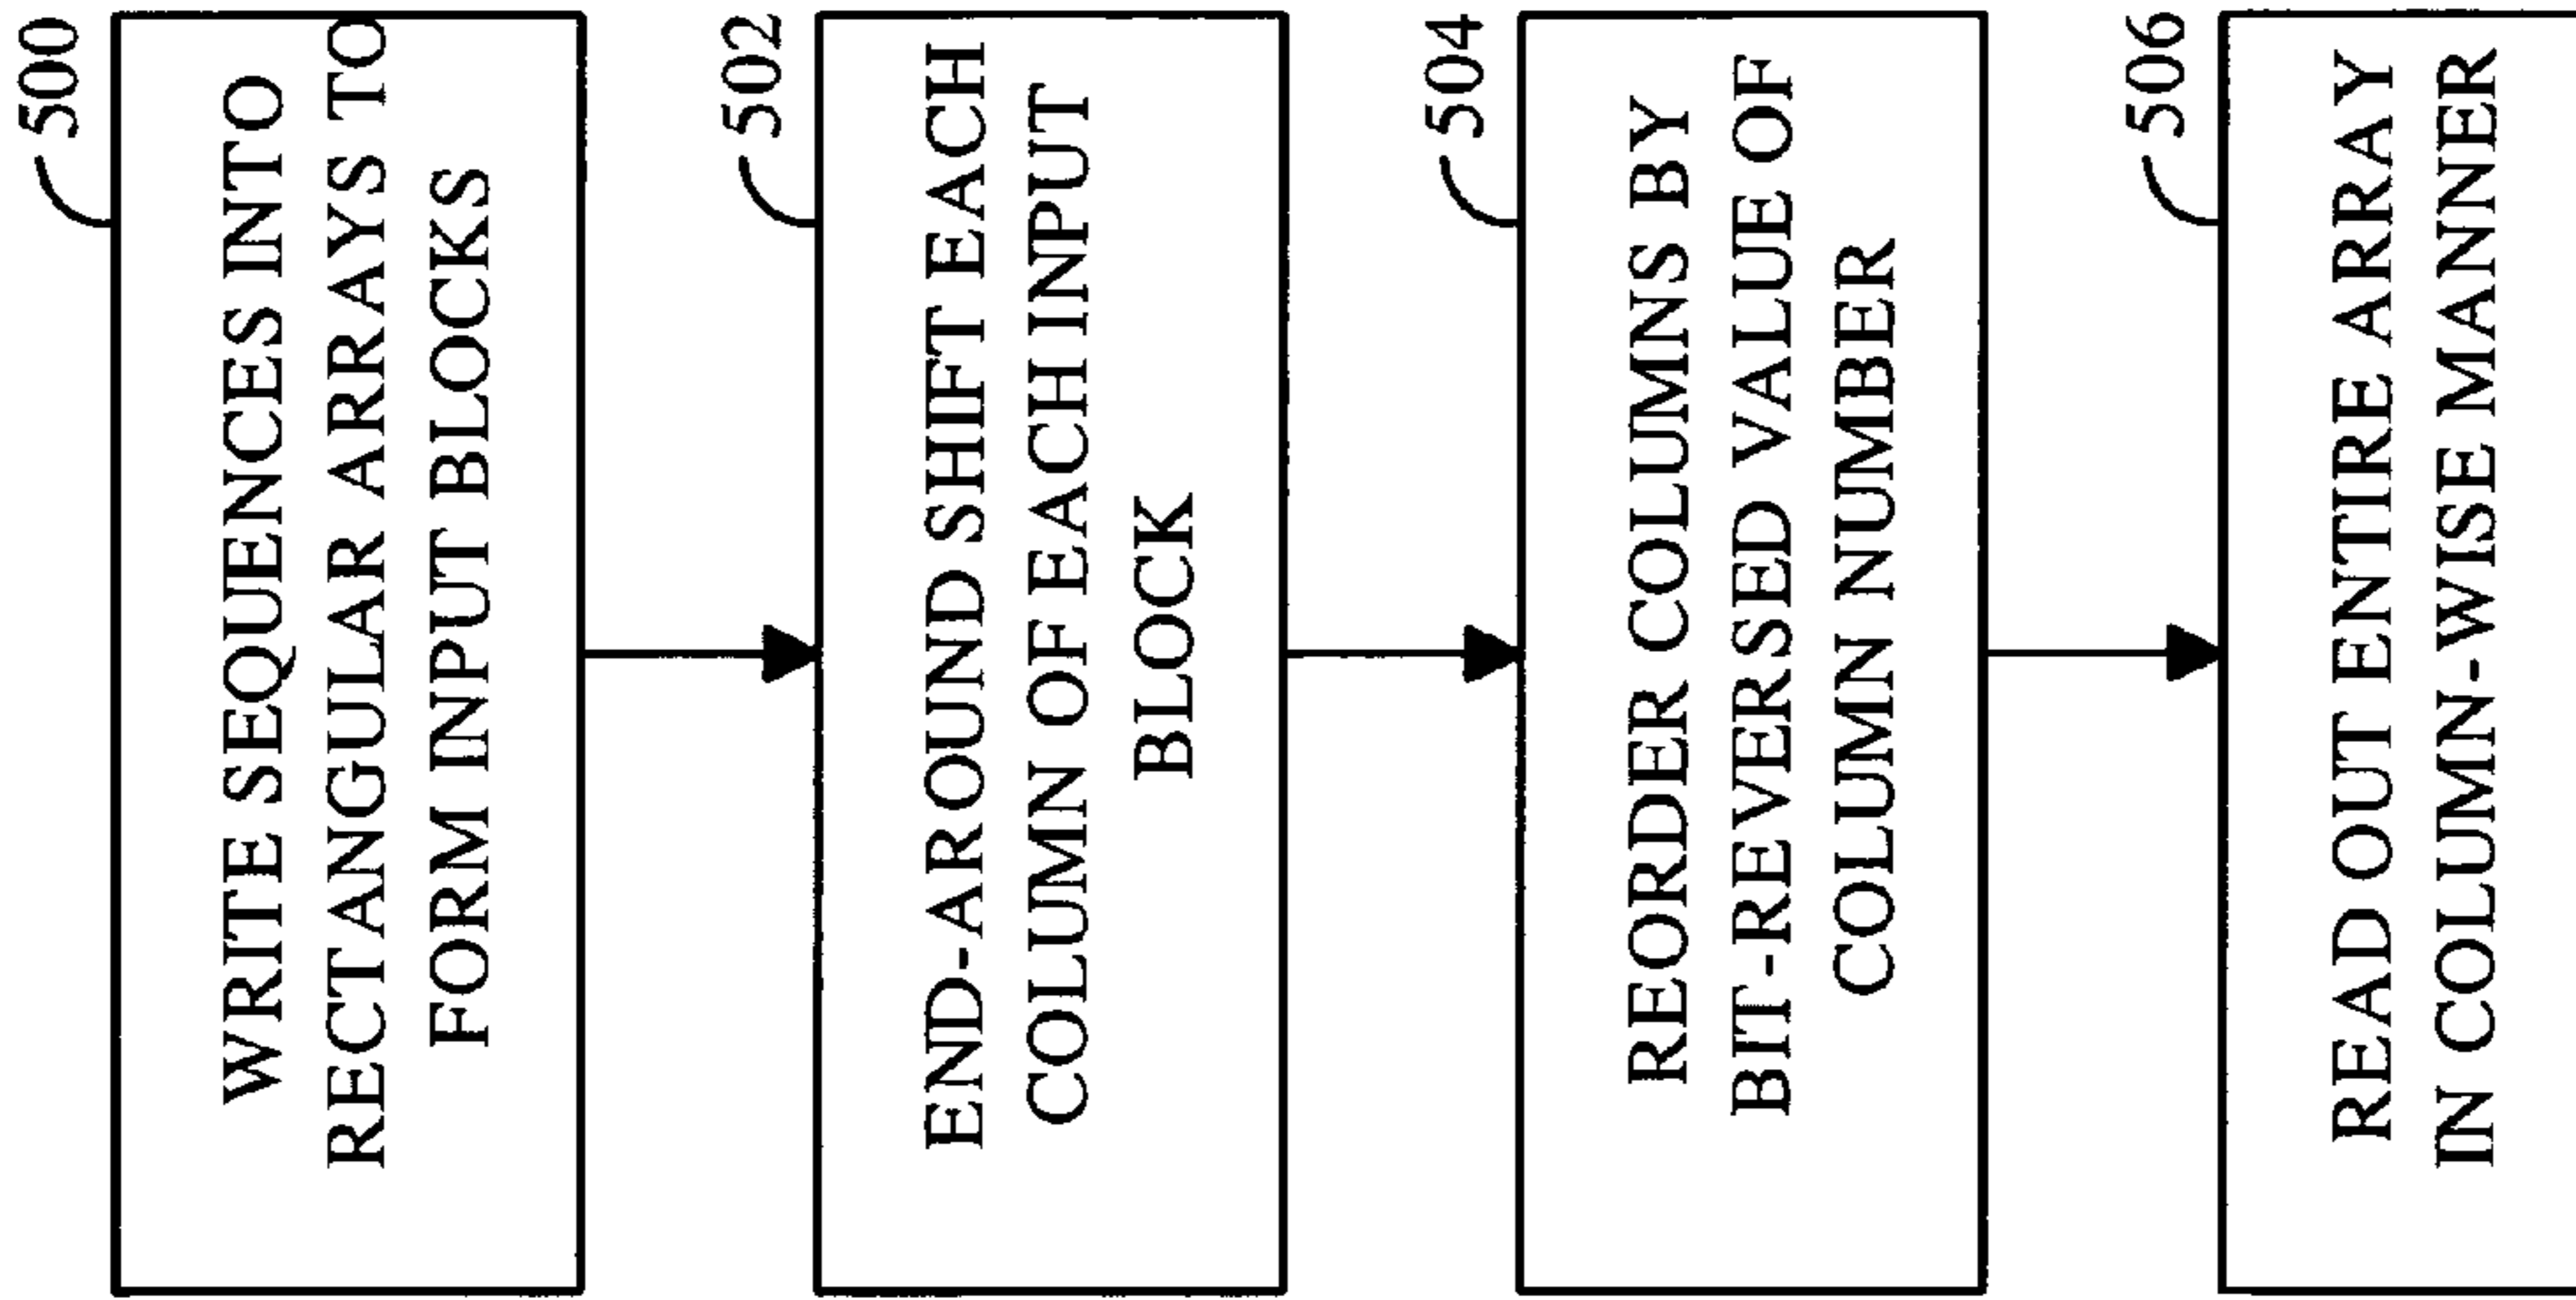 500
WRITE SEQUENCES INTO
RECTANGULAR ARRAYS TO
FORM INPUT BLOCKS
502
END-AROUND SHIFT EACH
COLUMN OF EACH INPUT
BLOCK
504
REORDER COLUMNS BY
BIT-REVERSED VALUE OF
COLUMN NUMBER
506
READ OUT ENTIRE ARRAY
IN COLUMN-WISE MANNER